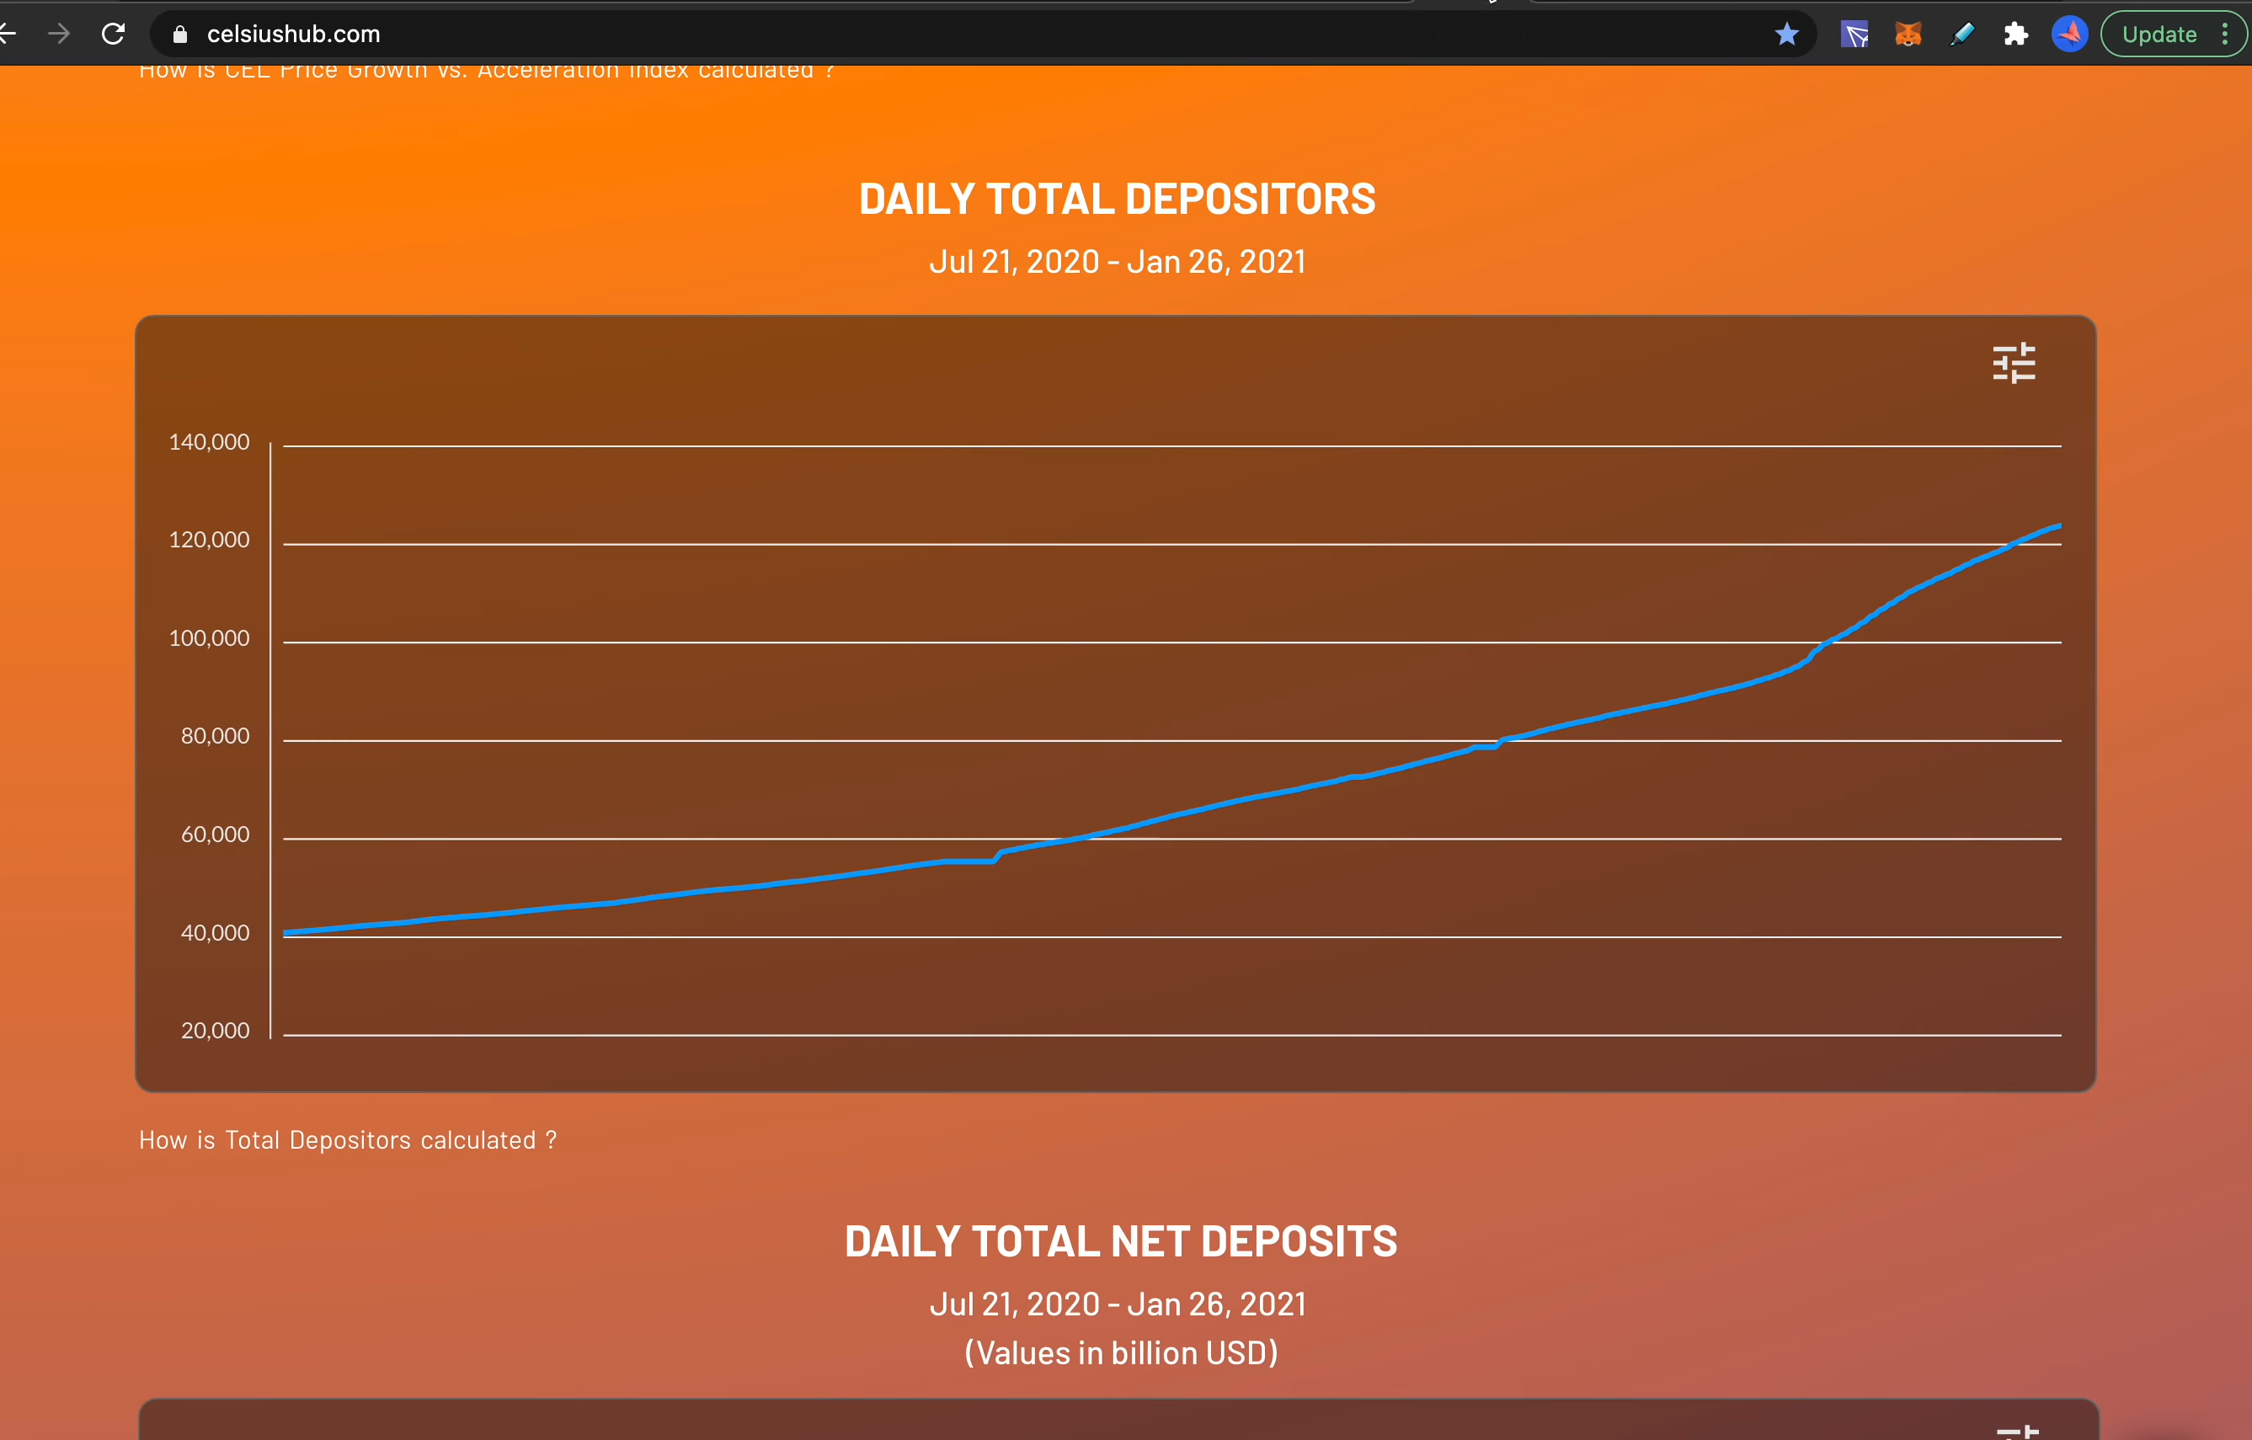 celsiushub.com
Update
How is CEL Price Growth vs. Acceleration Index calculated ?
DAILY TOTAL DEPOSITORS
Jul 21, 2020 - Jan 26, 2021
140,000
120,000
100,000
80,000
60,000
40,000
20,000
How is Total Depositors calculated ?
DAILY TOTAL NET DEPOSITS
Jul 21, 2020 - Jan 26, 2021
(Values in billion USD)